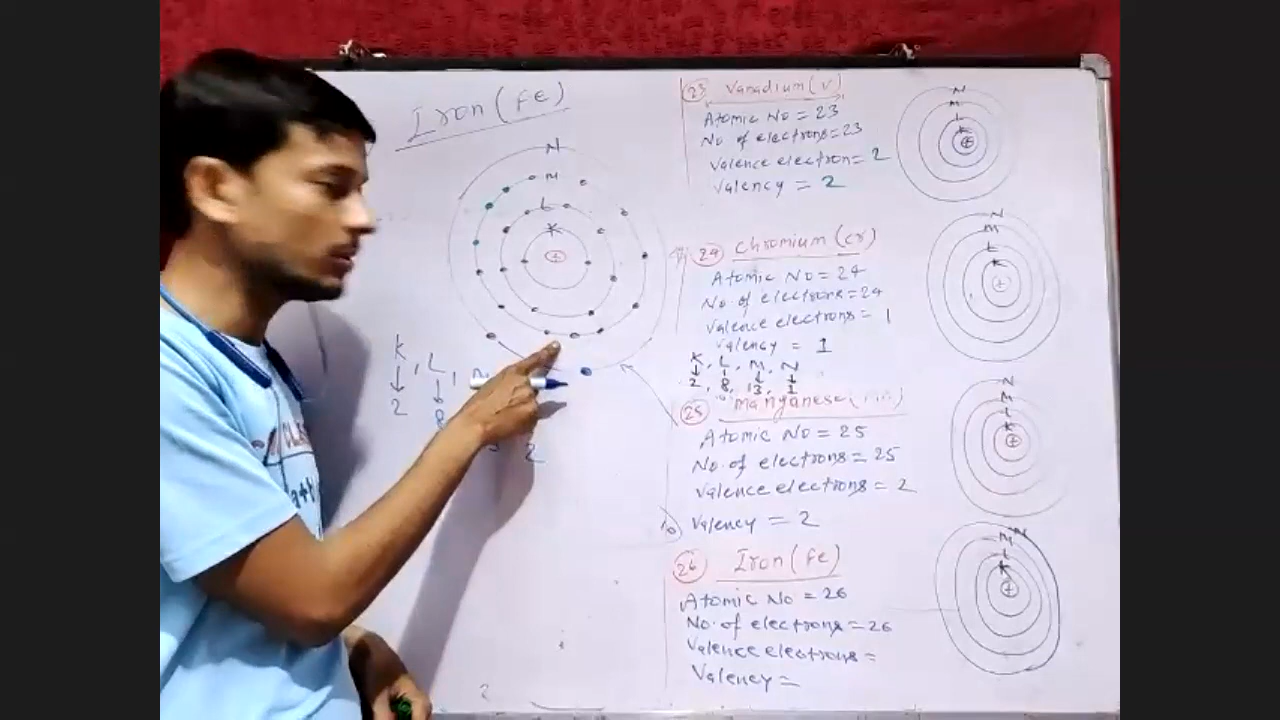 Iron (Fe)
N
M
L
K
+
K, L,
2 8 2
23 Vanadium (V)
Atomic No = 23
No of electrons = 23
Valence electron = 2
Valency = 2
N
M
L
K
+
24 Chromium (Cr)
Atomic No = 24
No. of electrons = 24
Valence electrons = 1
Valency = 1
K, L, M, N
2, 8, 13, 1
N
M
L
K
+
25 Manganese
Atomic No = 25
No. of electrons = 25
Valence electrons = 2
Valency = 2
N
M
L
K
+
26 Iron (Fe)
Atomic No = 26
No. of electrons = 26
Valence electrons =
Valency =
N
M
L
K
+
2